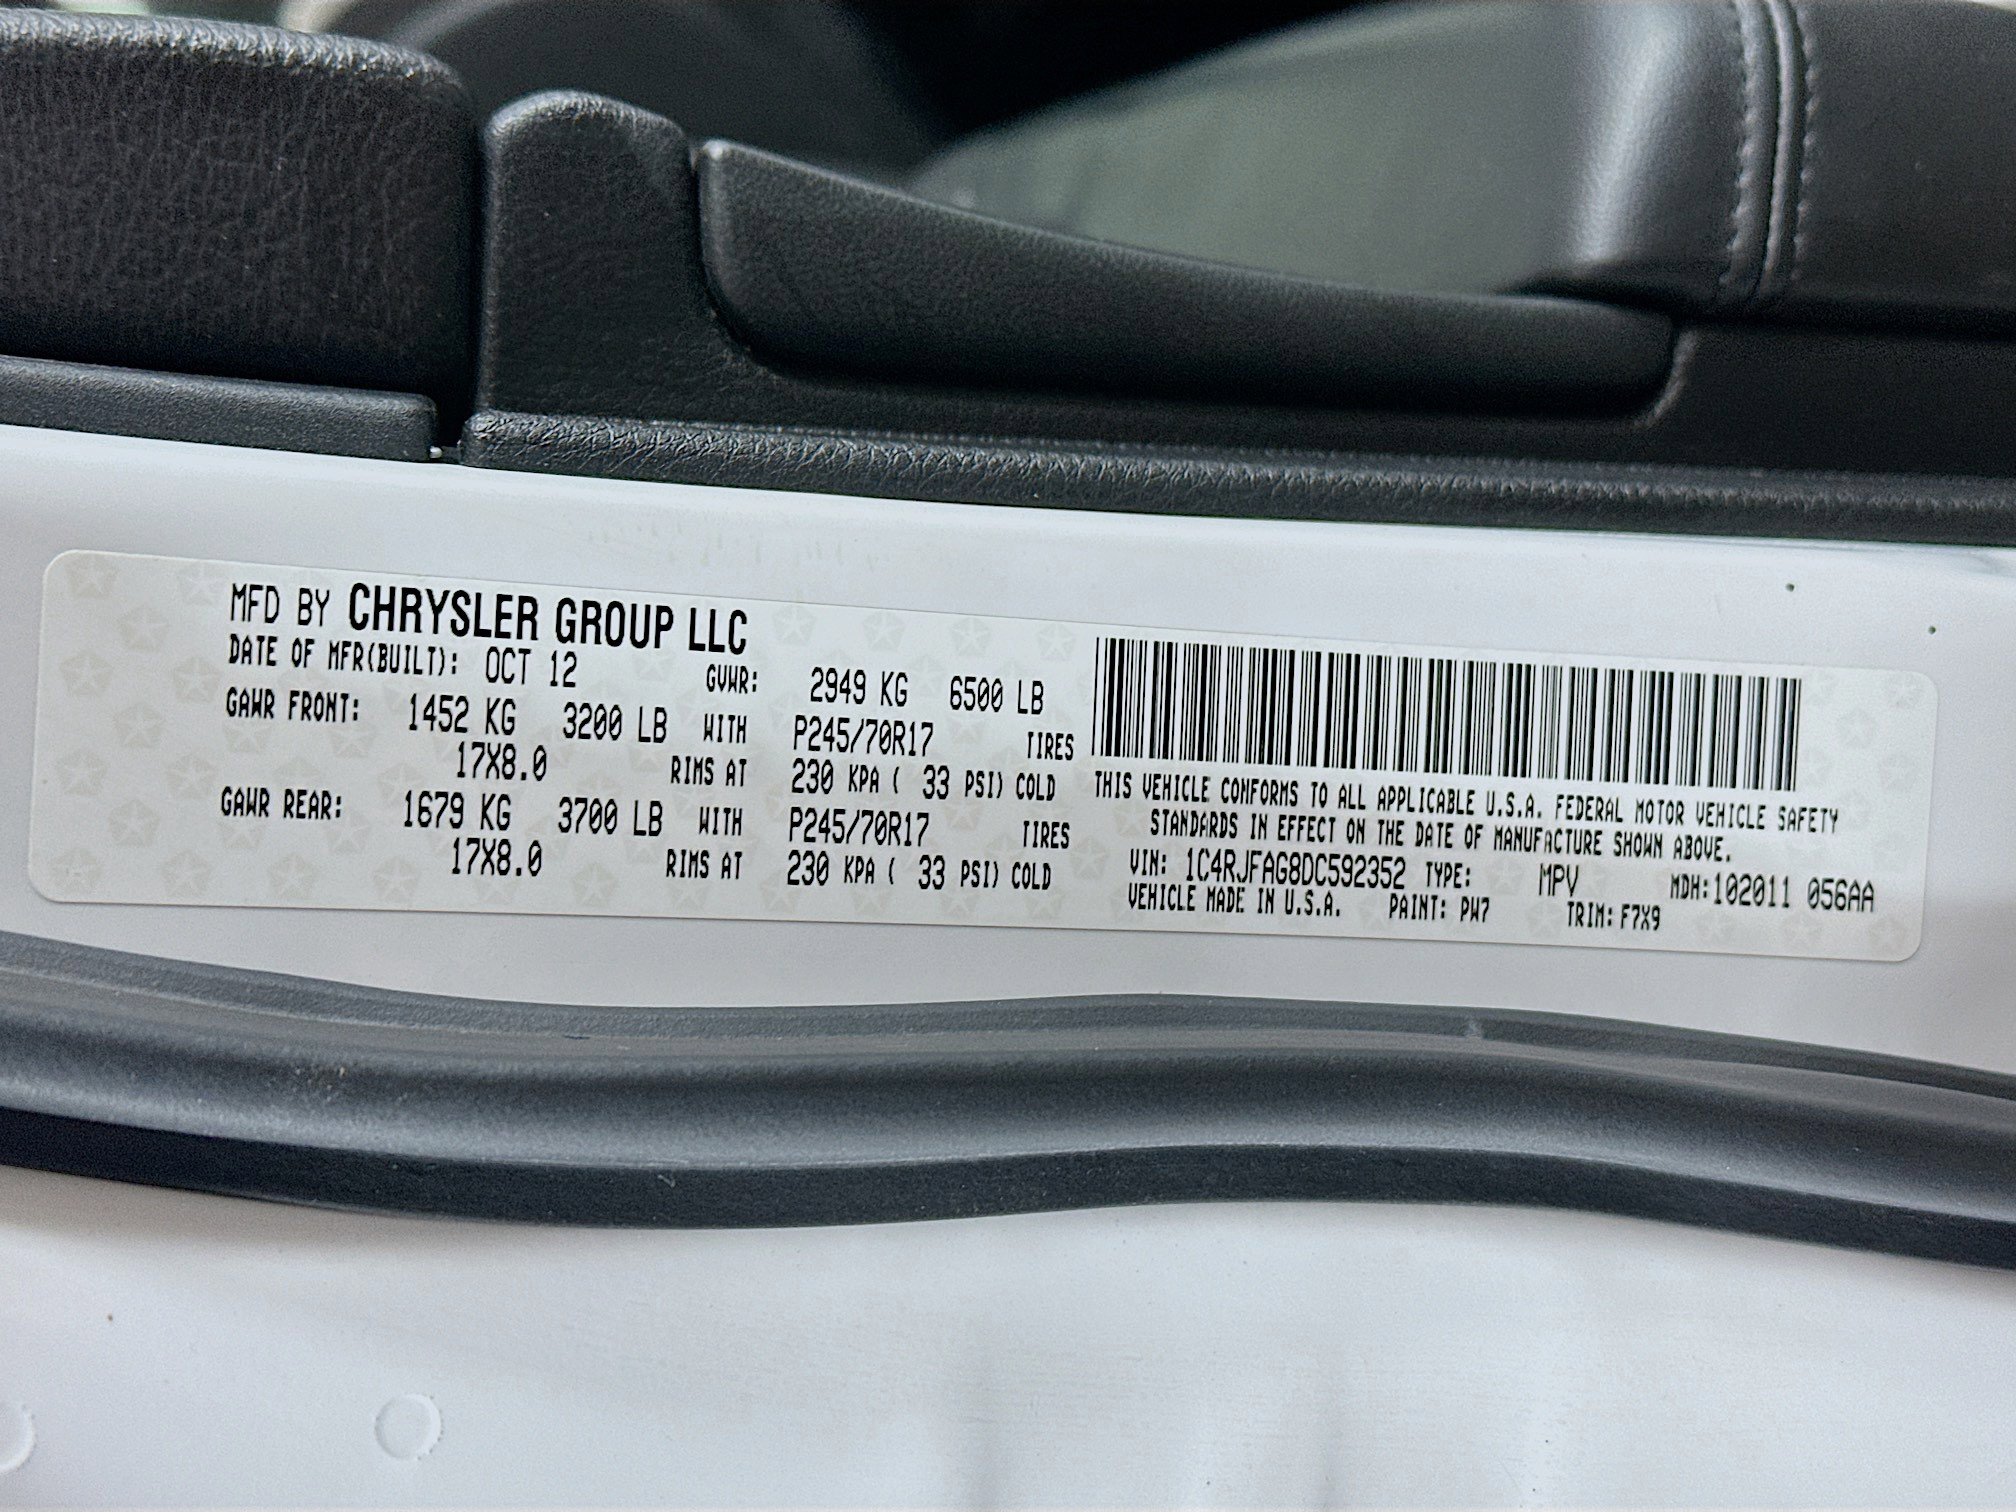 MFD BY CHRYSLER GROUP LLC
DATE OF MFR(BUILT): OCT 12 GVWR: 2949 KG 6500 LB
GAWR FRONT: 1452 KG 3200 LB WITH P245/70R17 TIRES
17X8.0 RIMS AT 230 KPA ( 33 PSI) COLD
GAWR REAR: 1679 KG 3700 LB WITH P245/70R17 TIRES
17X8.0 RIMS AT 230 KPA ( 33 PSI) COLD
THIS VEHICLE CONFORMS TO ALL APPLICABLE U.S.A. FEDERAL MOTOR VEHICLE SAFETY
STANDARDS IN EFFECT ON THE DATE OF MANUFACTURE SHOWN ABOVE.
VIN: 1C4RJFAG8DC592352 TYPE: MPV MDH:102011 056AA
VEHICLE MADE IN U.S.A. PAINT: PW7 TRIM: F7X9